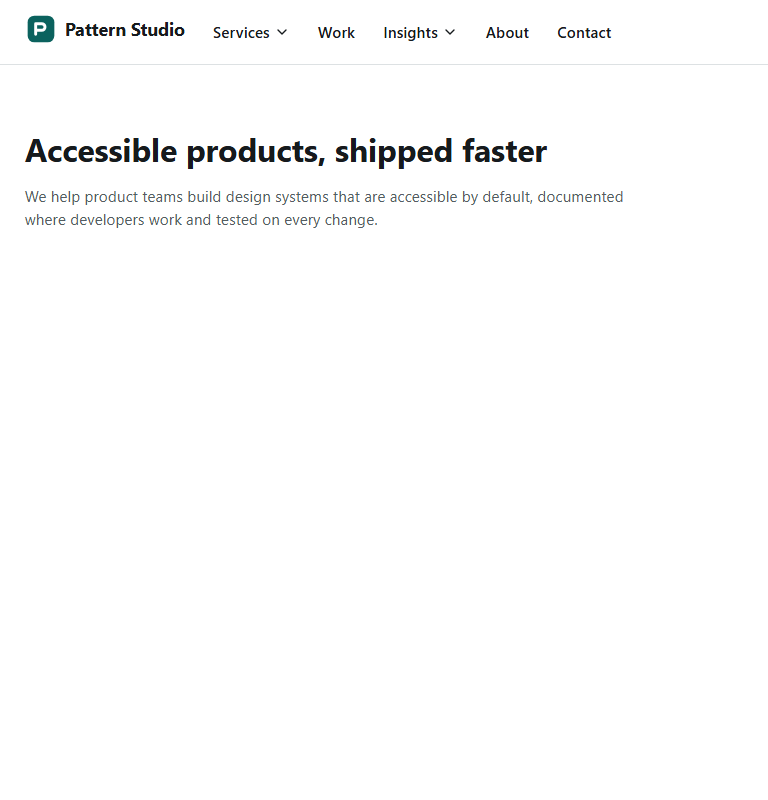 P Pattern Studio Services Work Insights About Contact
Accessible products, shipped faster
We help product teams build design systems that are accessible by default, documented
where developers work and tested on every change.